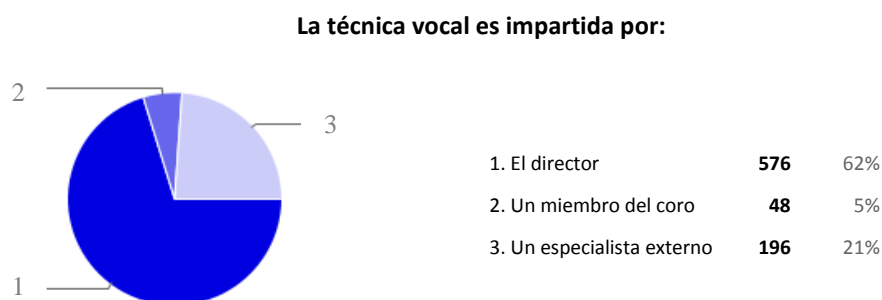 La técnica vocal es impartida por:
2
3
1
1. El director 576 62%
2. Un miembro del coro 48 5%
3. Un especialista externo 196 21%